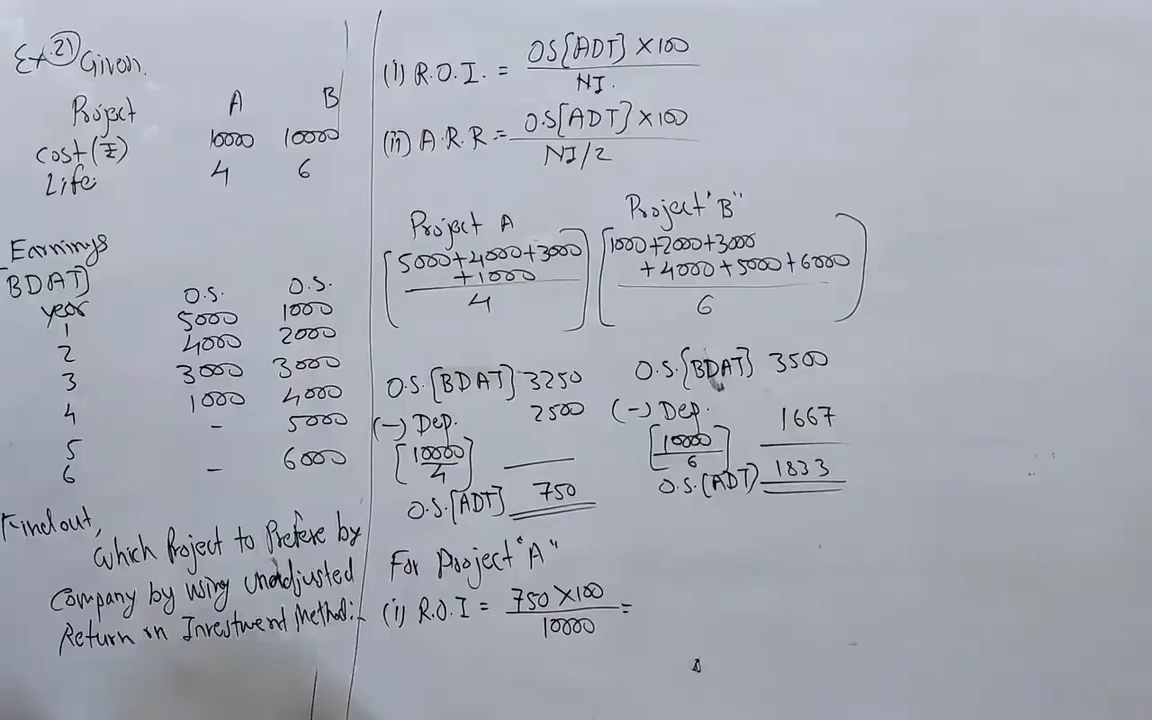 Ex 21) Given.
Project A B
Cost (₹) 10000 10000
Life 4 6
Earnings
[BDAT]
year O.S. O.S.
1 5000 1000
2 4000 2000
3 3000 3000
4 1000 4000
5 - 5000
6 - 6000
Find out,
which Project to Prefere by
Company by using unadjusted
Return on Investment Method:-
(i) R.O.I. = O.S[ADT] X 100
NI.
(ii) A.R.R = O.S[ADT] X 100
NI/2
Project A
[5000+4000+3000
+1000
4
Project "B"
[1000+2000+3000
+4000+5000+6000
6
O.S.[BDAT] 3250
(-) Dep. 2500
[10000
4]
O.S.[ADT] 750
O.S.[BDAT] 3500
(-) Dep. 1667
[10000
6]
O.S.[ADT] 1833
For Project "A"
(i) R.O.I = 750 X 100 =
10000